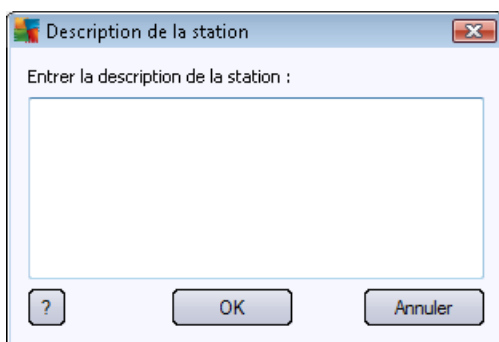 Description de la station
Entrer la description de la station :
? OK Annuler